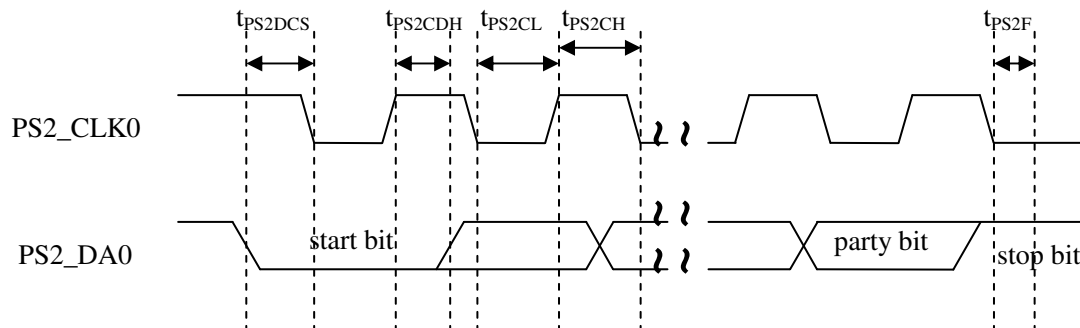 tPS2DCS tPS2CDH tPS2CL tPS2CH tPS2F
PS2_CLK0
PS2_DA0 start bit party bit stop bit